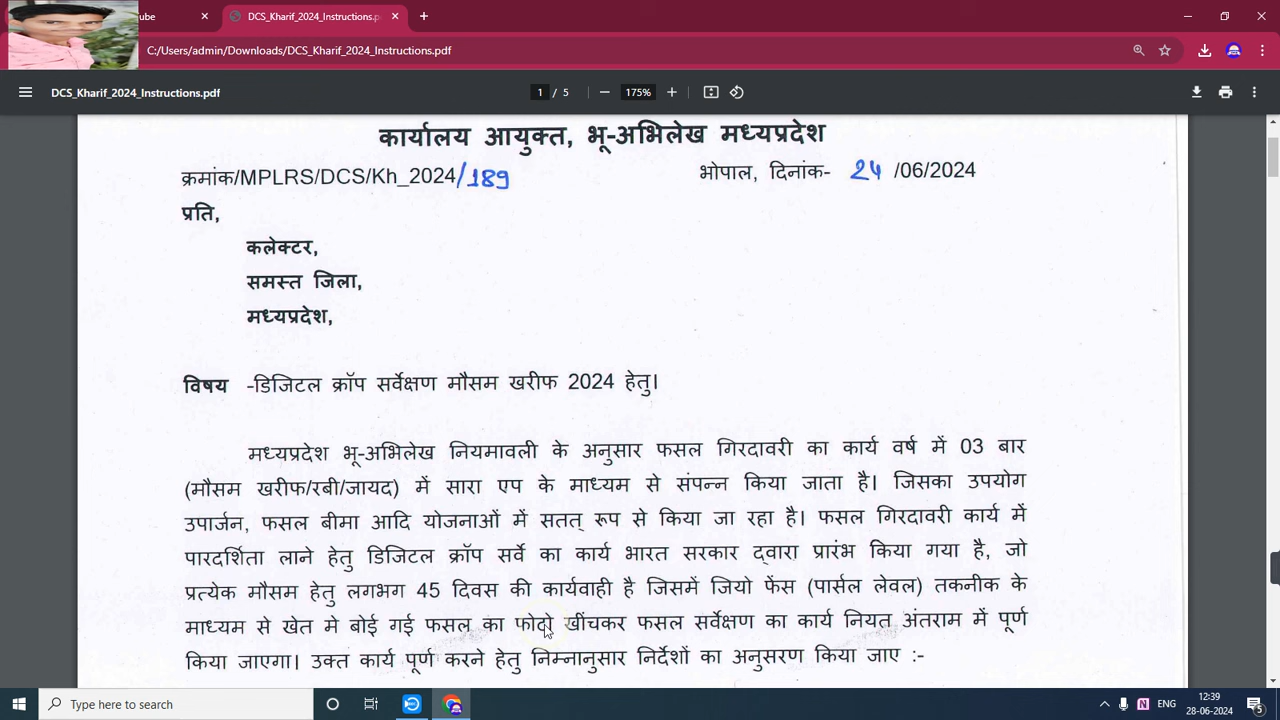 ube
DCS_Kharif_2024_Instructions.p
C:/Users/admin/Downloads/DCS_Kharif_2024_Instructions.pdf
DCS_Kharif_2024_Instructions.pdf
1 / 5
175%
कार्यालय आयुक्त, भू-अभिलेख मध्यप्रदेश
क्रमांक/MPLRS/DCS/Kh_2024/189 भोपाल, दिनांक- 24 /06/2024
प्रति,
कलेक्टर,
समस्त जिला,
मध्यप्रदेश,
विषय -डिजिटल क्रॉप सर्वेक्षण मौसम खरीफ 2024 हेतु।
मध्यप्रदेश भू-अभिलेख नियमावली के अनुसार फसल गिरदावरी का कार्य वर्ष में 03 बार
(मौसम खरीफ/रबी/जायद) में सारा एप के माध्यम से संपन्न किया जाता है। जिसका उपयोग
उपार्जन, फसल बीमा आदि योजनाओं में सतत् रूप से किया जा रहा है। फसल गिरदावरी कार्य में
पारदर्शिता लाने हेतु डिजिटल क्रॉप सर्वे का कार्य भारत सरकार द्वारा प्रारंभ किया गया है, जो
प्रत्येक मौसम हेतु लगभग 45 दिवस की कार्यवाही है जिसमें जियो फेंस (पार्सल लेवल) तकनीक के
माध्यम से खेत मे बोई गई फसल का फोटो खींचकर फसल सर्वेक्षण का कार्य नियत अंतराम में पूर्ण
किया जाएगा। उक्त कार्य पूर्ण करने हेतु निम्नानुसार निर्देशों का अनुसरण किया जाए :-
Type here to search
12:39
28-06-2024
5